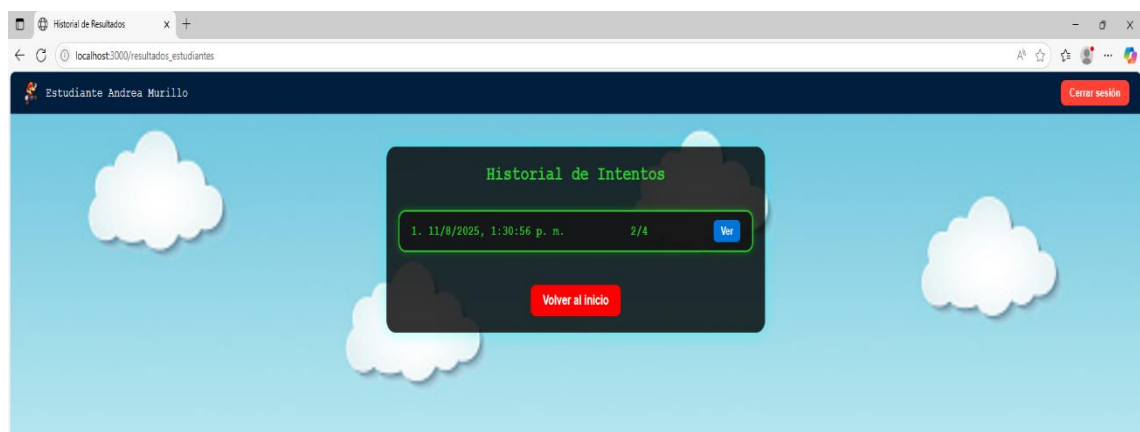 Historial de Resultados
localhost:3000/resultados_estudiantes
Estudiante Andrea Murillo
Cerrar sesión
Historial de Intentos
1. 11/8/2025, 1:30:56 p. m. 2/4 Ver
Volver al inicio